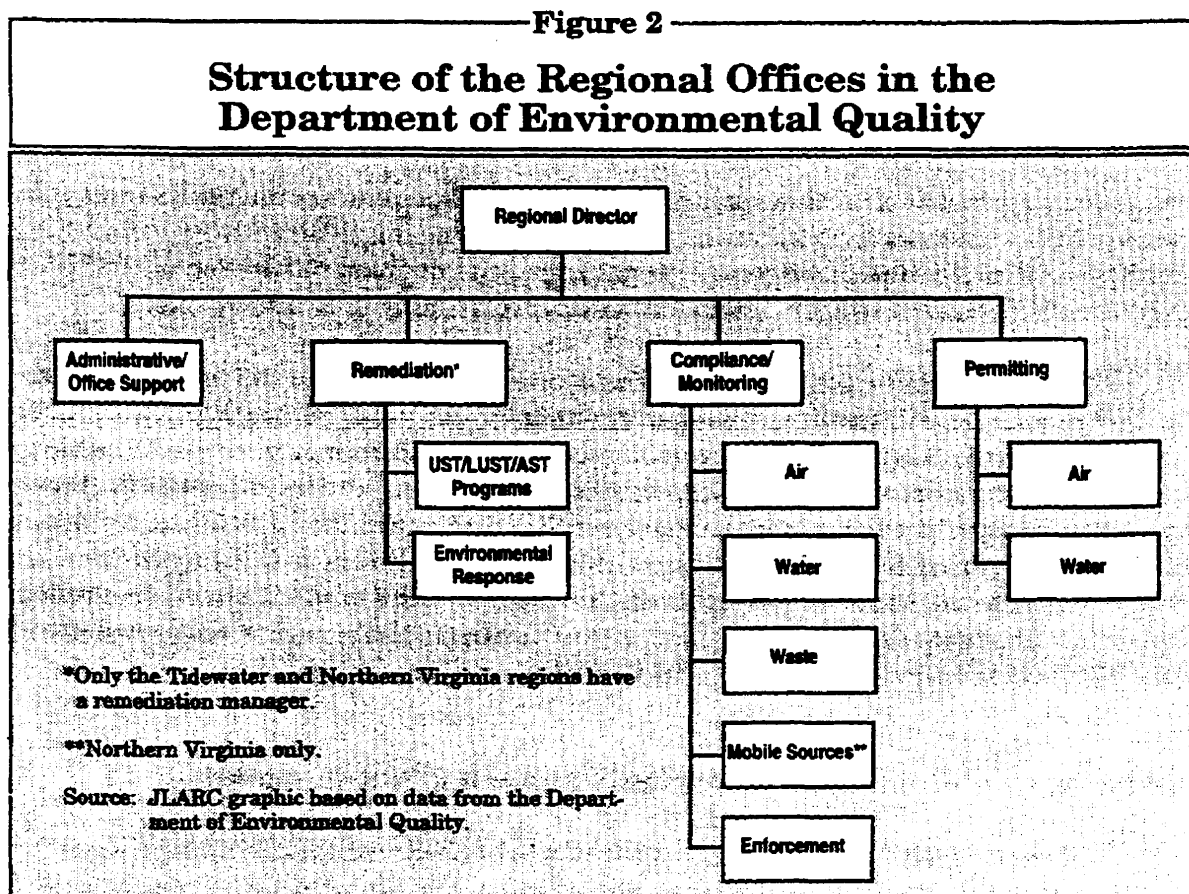 Figure 2
Structure of the Regional Offices in the
Department of Environmental Quality
Regional Director
Administrative/
Office Support
Remediation*
Compliance/
Monitoring
Permitting
UST/LUST/AST
Programs
Environmental
Response
Air
Water
Waste
Mobile Sources**
Enforcement
Air
Water
*Only the Tidewater and Northern Virginia regions have
a remediation manager.
**Northern Virginia only.
Source: JLARC graphic based on data from the Depart-
ment of Environmental Quality.